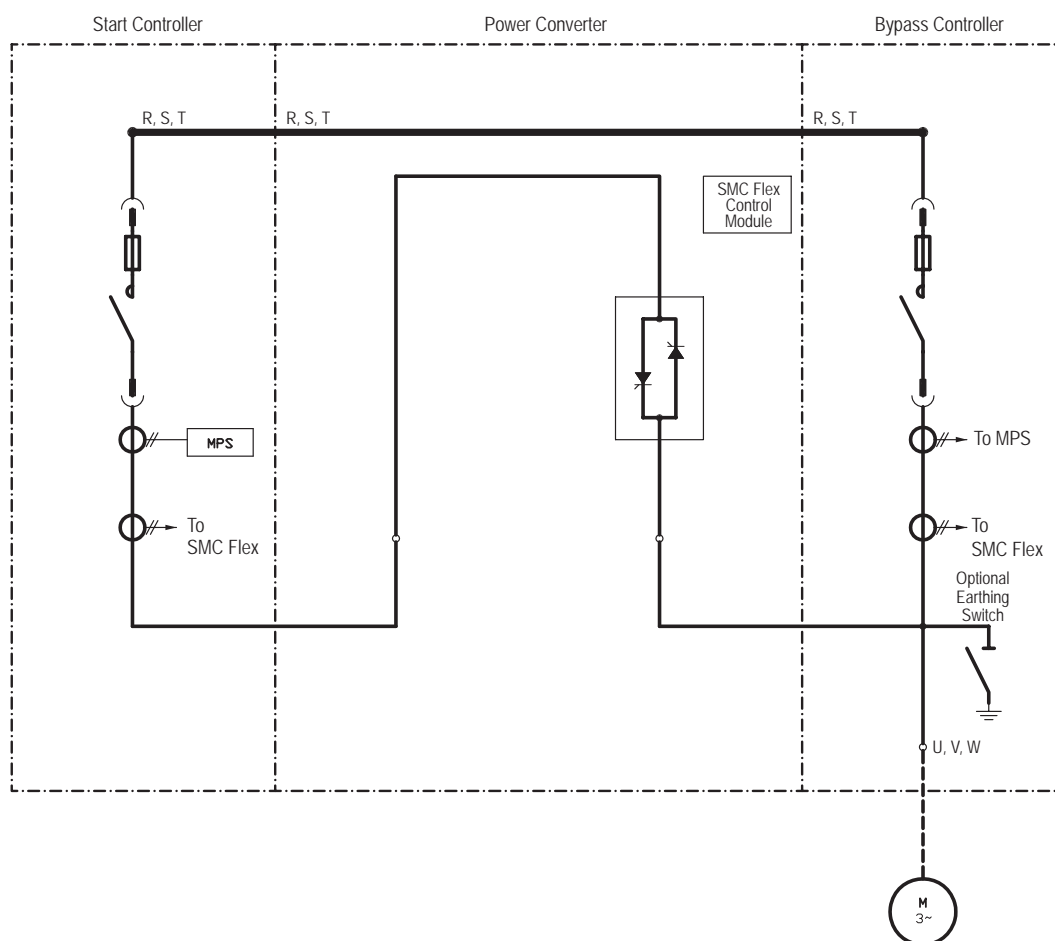 Start Controller
Power Converter
Bypass Controller
R, S, T
R, S, T
R, S, T
SMC Flex
Control
Module
MPS
To MPS
To
SMC Flex
To
SMC Flex
Optional
Earthing
Switch
U, V, W
M
3~